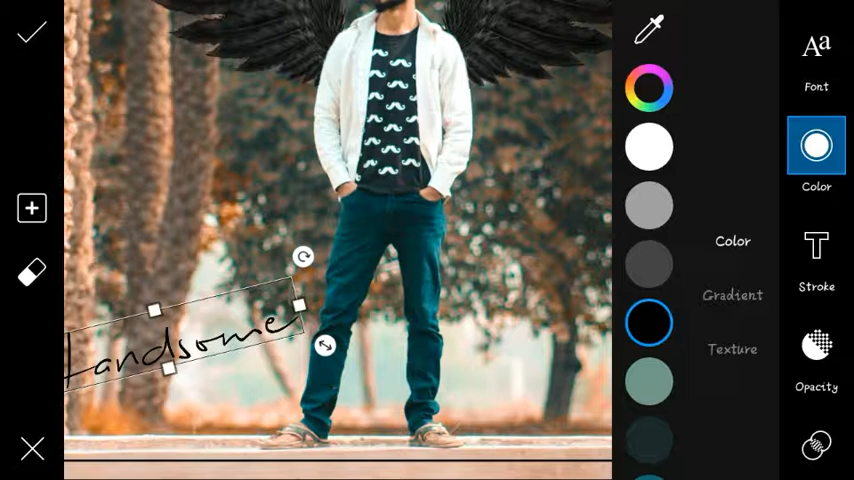 Aa
Font
Color
Color
Gradient
Stroke
Texture
Opacity
Handsome